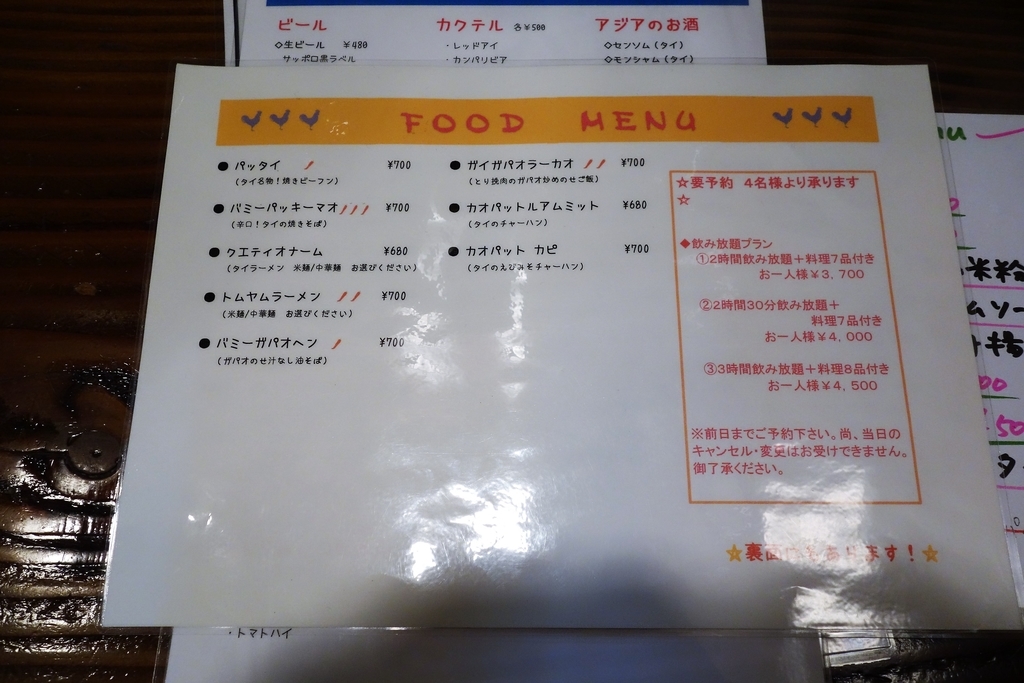 ビール
◇生ビール ¥480
サッポロ黒ラベル
カクテル 各¥500
・レッドアイ
・カンパリビア
アジアのお酒
◇センソム(タイ)
◇モンシャム(タイ)
FOOD MENU
●パッタイ ¥700
(タイ名物!焼きビーフン)
●バミーパッキーマオ ¥700
(辛口!タイの焼きそば)
●クエティオナーム ¥680
(タイラーメン 米麺/中華麺 お選びください)
●トムヤムラーメン ¥700
(米麺/中華麺 お選びください)
●バミーガパオヘン ¥700
(ガパオのせ汁なし油そば)
●ガイガパオラーカオ ¥700
(とり挽肉のガパオ炒めのせご飯)
●カオパットルアムミット ¥680
(タイのチャーハン)
●カオパット カピ ¥700
(タイのえびみそチャーハン)
☆要予約 4名様より承ります
☆
◆飲み放題プラン
①2時間飲み放題+料理7品付き
お一人様¥3,700
②2時間30分飲み放題+
料理7品付き
お一人様¥4,000
③3時間飲み放題+料理8品付き
お一人様¥4,500
※前日までご予約下さい。尚、当日の
キャンセル・変更はお受けできません。
御了承ください。
☆裏面にもあります!☆
・トマトハイ
米粉
ムソー
00
50
タ